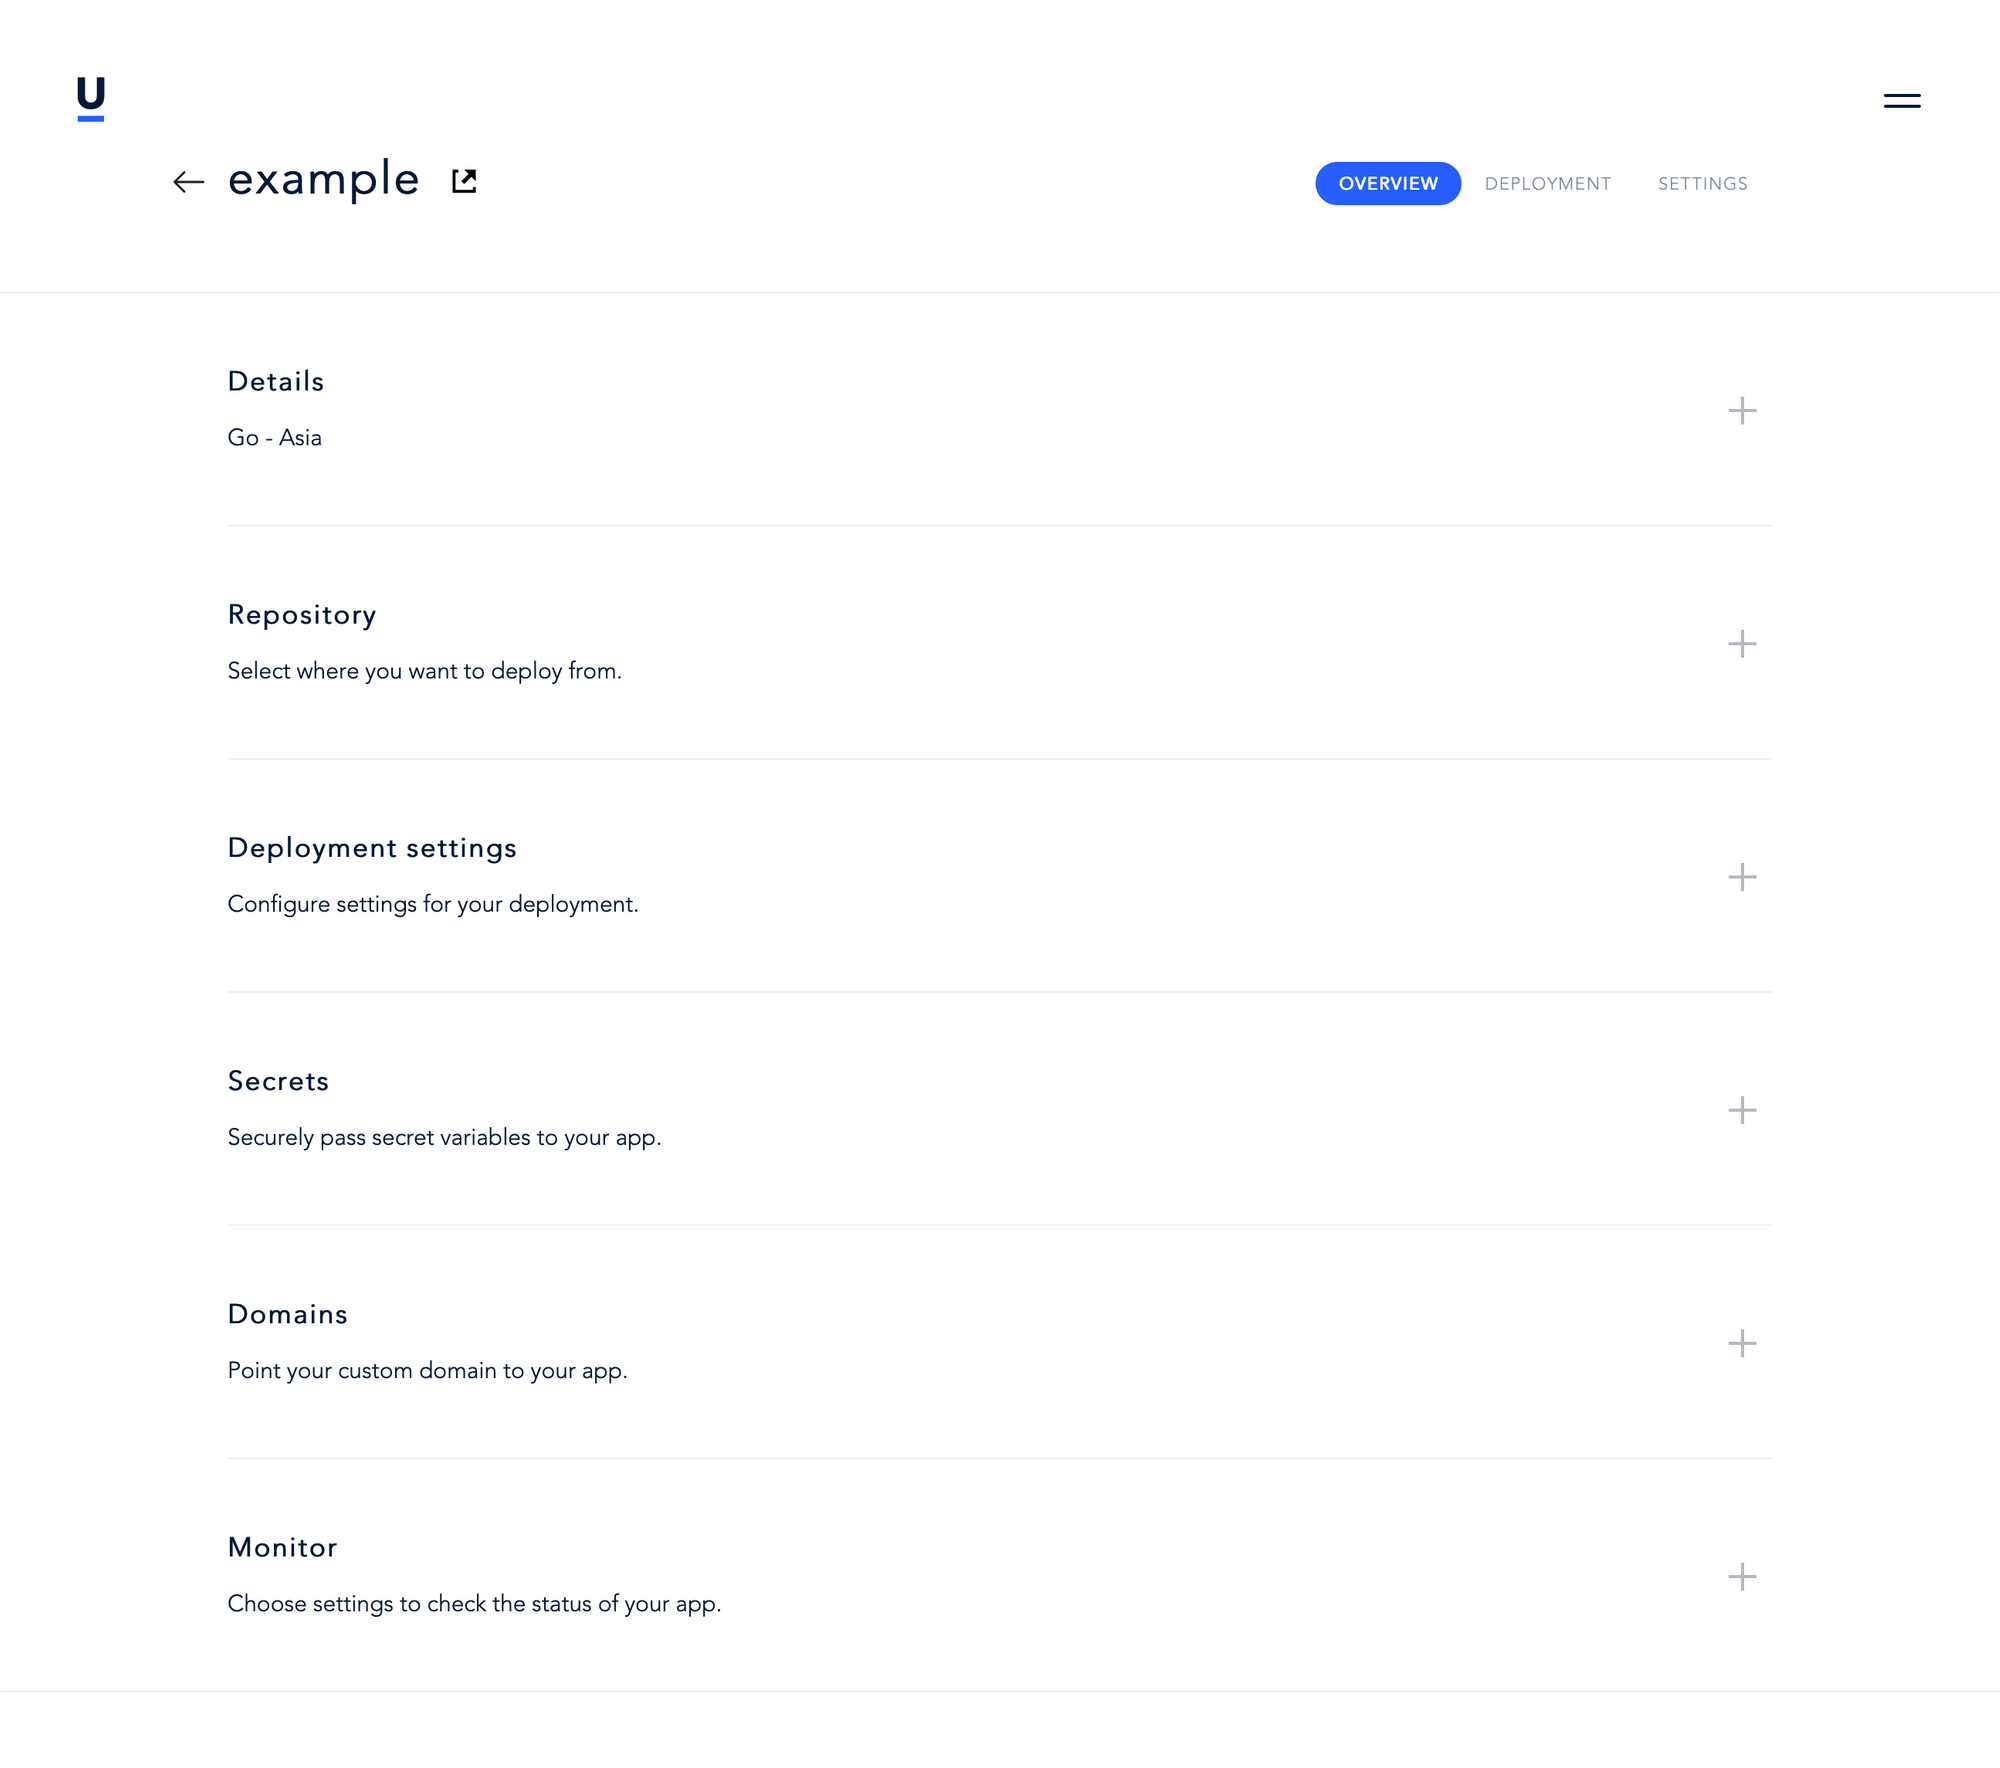 U
example
OVERVIEW
DEPLOYMENT
SETTINGS
Details
Go - Asia
Repository
Select where you want to deploy from.
Deployment settings
Configure settings for your deployment.
Secrets
Securely pass secret variables to your app.
Domains
Point your custom domain to your app.
Monitor
Choose settings to check the status of your app.